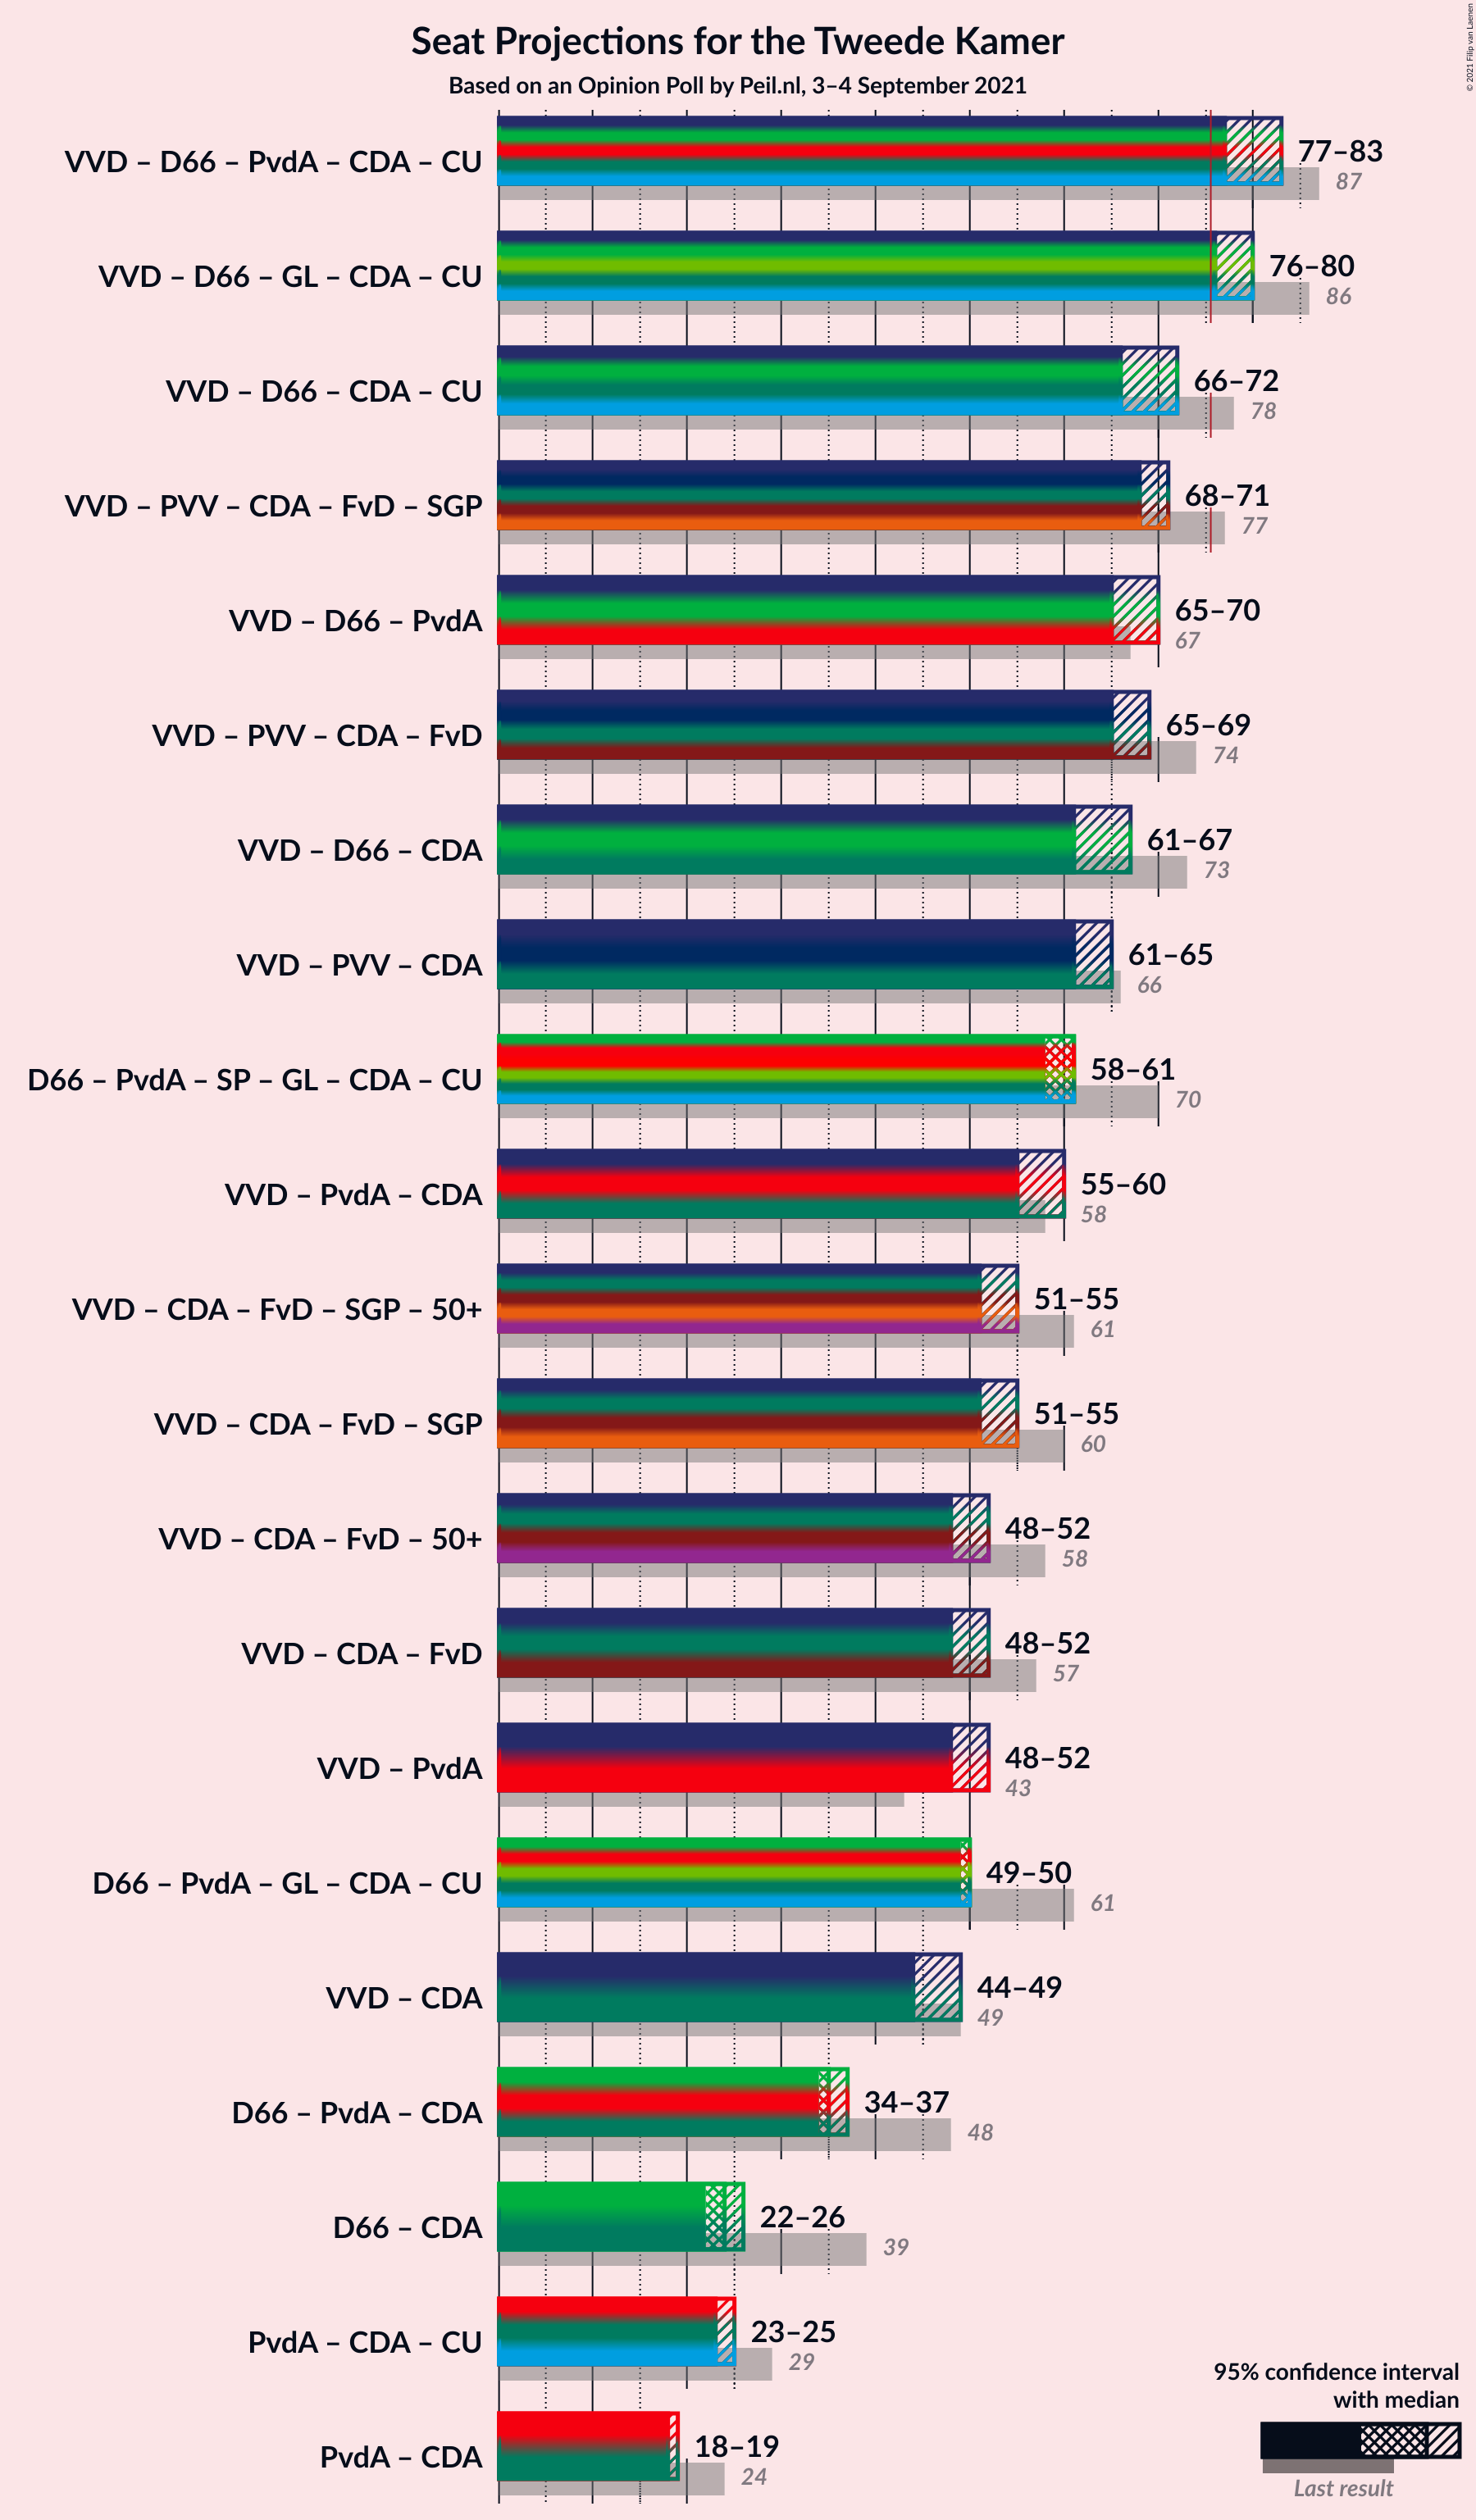 Seat Projections for the Tweede Kamer
Based on an Opinion Poll by Peil.nl, 3–4 September 2021
© 2021 Filip van Laenen
VVD – D66 – PvdA – CDA – CU
77–83
87
VVD – D66 – GL – CDA – CU
76–80
86
VVD – D66 – CDA – CU
66–72
78
VVD – PVV – CDA – FvD – SGP
68–71
77
VVD – D66 – PvdA
65–70
67
VVD – PVV – CDA – FvD
65–69
74
VVD – D66 – CDA
61–67
73
VVD – PVV – CDA
61–65
66
D66 – PvdA – SP – GL – CDA – CU
58–61
70
VVD – PvdA – CDA
55–60
58
VVD – CDA – FvD – SGP – 50+
51–55
61
VVD – CDA – FvD – SGP
51–55
60
VVD – CDA – FvD – 50+
48–52
58
VVD – CDA – FvD
48–52
57
VVD – PvdA
48–52
43
D66 – PvdA – GL – CDA – CU
49–50
61
VVD – CDA
44–49
49
D66 – PvdA – CDA
34–37
48
D66 – CDA
22–26
39
PvdA – CDA – CU
23–25
29
PvdA – CDA
18–19
24
95% confidence interval
with median
Last result